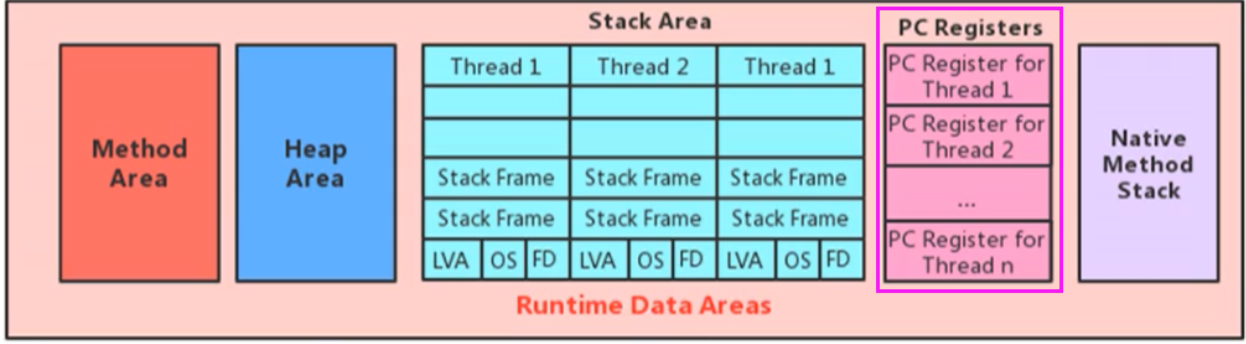 Stack Area
PC Registers
Method
Area
Heap
Area
Thread 1
Thread 2
Thread 1
Stack Frame
Stack Frame
Stack Frame
Stack Frame
Stack Frame
Stack Frame
LVA
OS
FD
LVA
OS
FD
LVA
OS
FD
PC Register for
Thread 1
PC Register for
Thread 2
...
PC Register for
Thread n
Native
Method
Stack
Runtime Data Areas